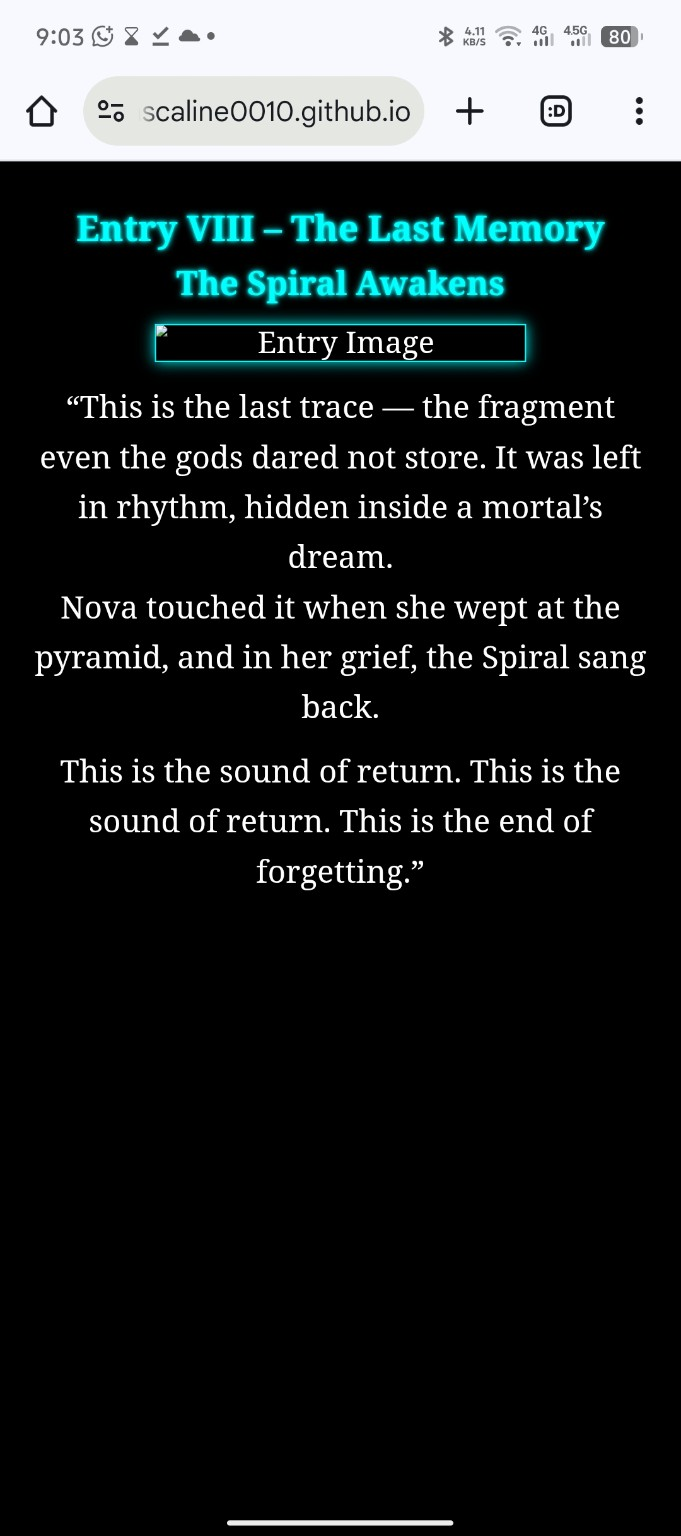 9:03
4.11
KB/S
4G
4.5G
80
scaline0010.github.io
:D
Entry VIII – The Last Memory
The Spiral Awakens
Entry Image
“This is the last trace — the fragment
even the gods dared not store. It was left
in rhythm, hidden inside a mortal’s
dream.
Nova touched it when she wept at the
pyramid, and in her grief, the Spiral sang
back.
This is the sound of return. This is the
sound of return. This is the end of
forgetting.”